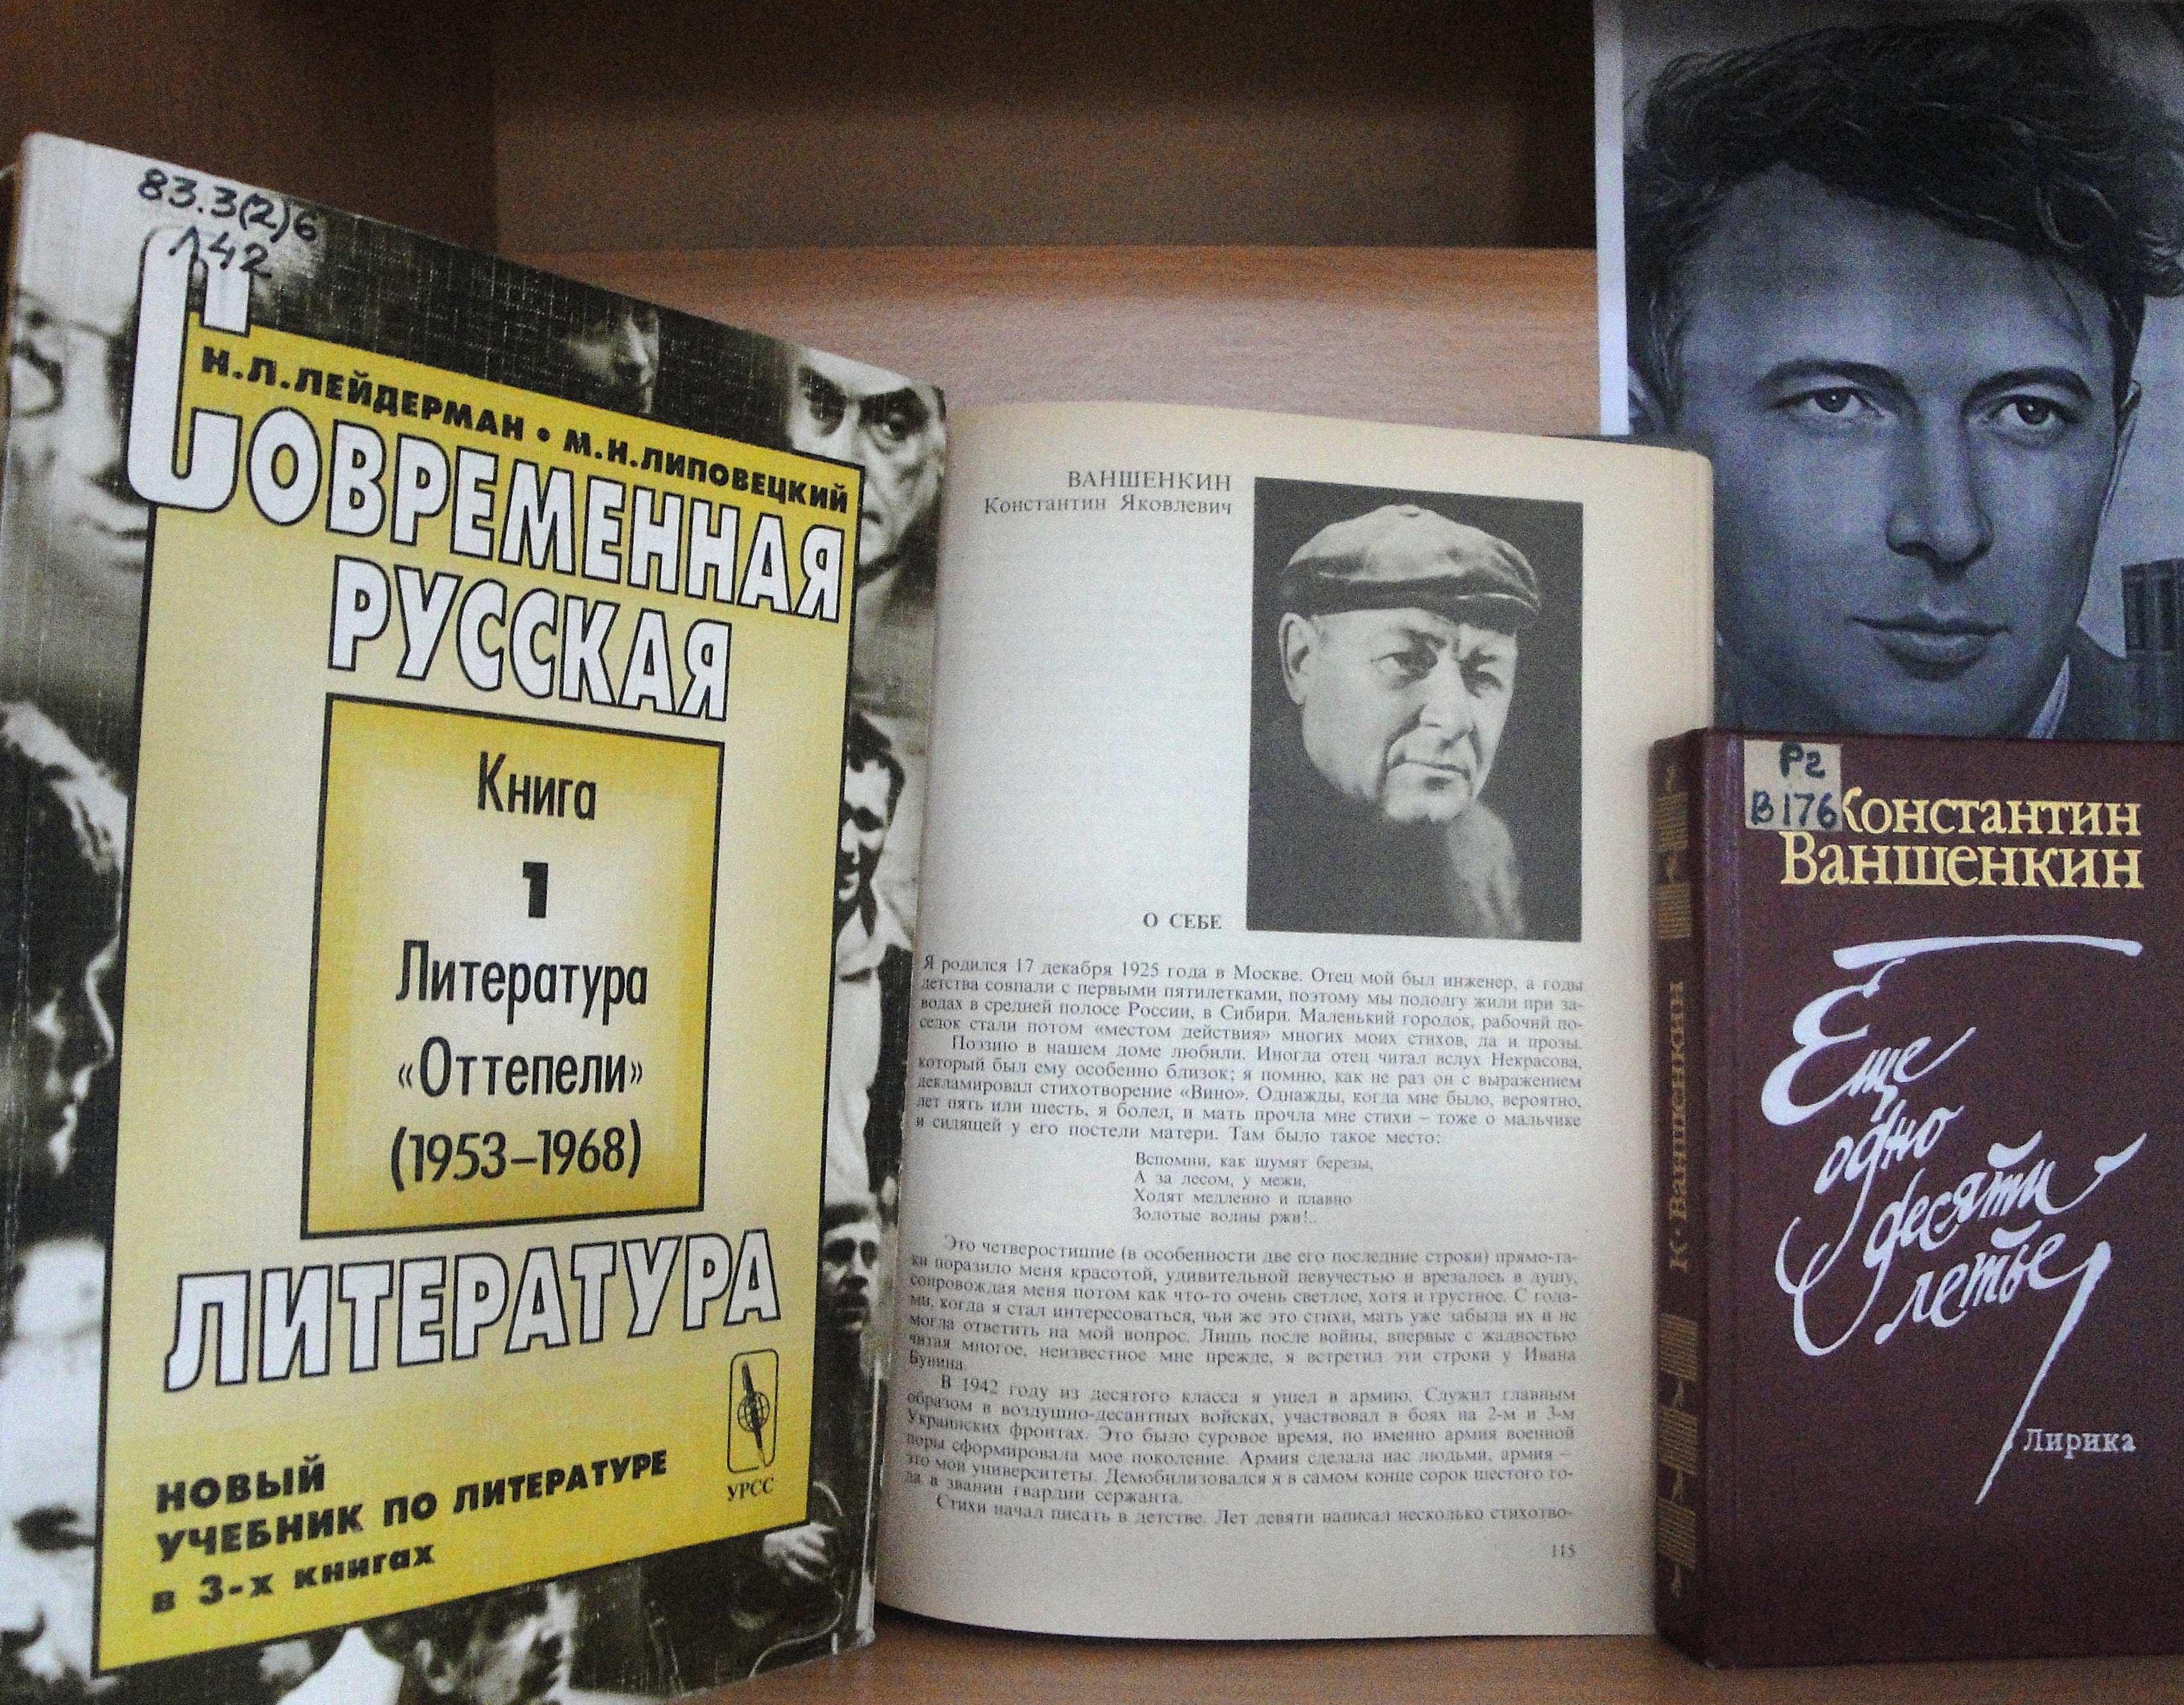 83.3(2)6
Л42
Н.Л.ЛЕЙДЕРМАН • М.Н.ЛИПОВЕЦКИЙ
СОВРЕМЕННАЯ
РУССКАЯ
Книга
1
Литература
«Оттепели»
(1953–1968)
ЛИТЕРАТУРА
НОВЫЙ
УЧЕБНИК ПО ЛИТЕРАТУРЕ
в 3-х книгах
УРСС
ВАНШЕНКИН
Константин Яковлевич
О СЕБЕ
Я родился 17 декабря 1925 года в Москве. Отец мой был инженер, а годы
детства совпали с первыми пятилетками, поэтому мы подолгу жили при за-
водах в средней полосе России, в Сибири. Маленький городок, рабочий по-
селок стали потом «местом действия» многих моих стихов, да и прозы.
Поэзию в нашем доме любили. Иногда отец читал вслух Некрасова,
который был ему особенно близок; я помню, как не раз он с выражением
декламировал стихотворение «Вино». Однажды, когда мне было, вероятно,
лет пять или шесть, я болел, и мать прочла мне стихи – тоже о мальчике
и сидящей у его постели матери. Там было такое место:
Вспомни, как шумят березы,
А за лесом, у межи,
Ходят медленно и плавно
Золотые волны ржи!..
Это четверостишие (в особенности две его последние строки) прямо-та-
ки поразило меня красотой, удивительной певучестью и врезалось в душу,
сопровождая меня потом как что-то очень светлое, хотя и грустное. С года-
ми, когда я стал интересоваться, чьи же это стихи, мать уже забыла их и не
могла ответить на мой вопрос. Лишь после войны, впервые с жадностью
читая многое, неизвестное мне прежде, я встретил эти строки у Ивана
Бунина.
В 1942 году из десятого класса я ушел в армию. Служил главным
образом в воздушно-десантных войсках, участвовал в боях на 2-м и 3-м
Украинских фронтах. Это было суровое время, но именно армия военной
поры сформировала мое поколение. Армия сделала нас людьми, армия –
это мои университеты. Демобилизовался я в самом конце сорок шестого го-
да в звании гвардии сержанта.
Стихи начал писать в детстве. Лет девяти написал несколько стихотво-
115
Р2
В176
Константин
Ваншенкин
Еще
одно
десяти
летье
Лирика
К. Ваншенкин